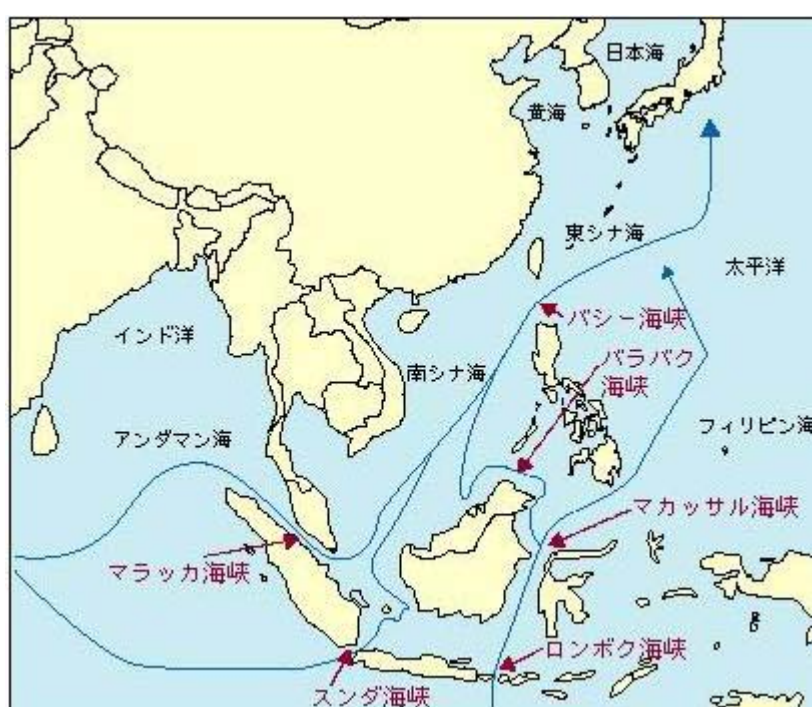 日本海
黄海
東シナ海
太平洋
バシー海峡
インド洋
バラバク
海峡
南シナ海
アンダマン海
フィリピン海
マカッサル海峡
マラッカ海峡
ロンボク海峡
スンダ海峡